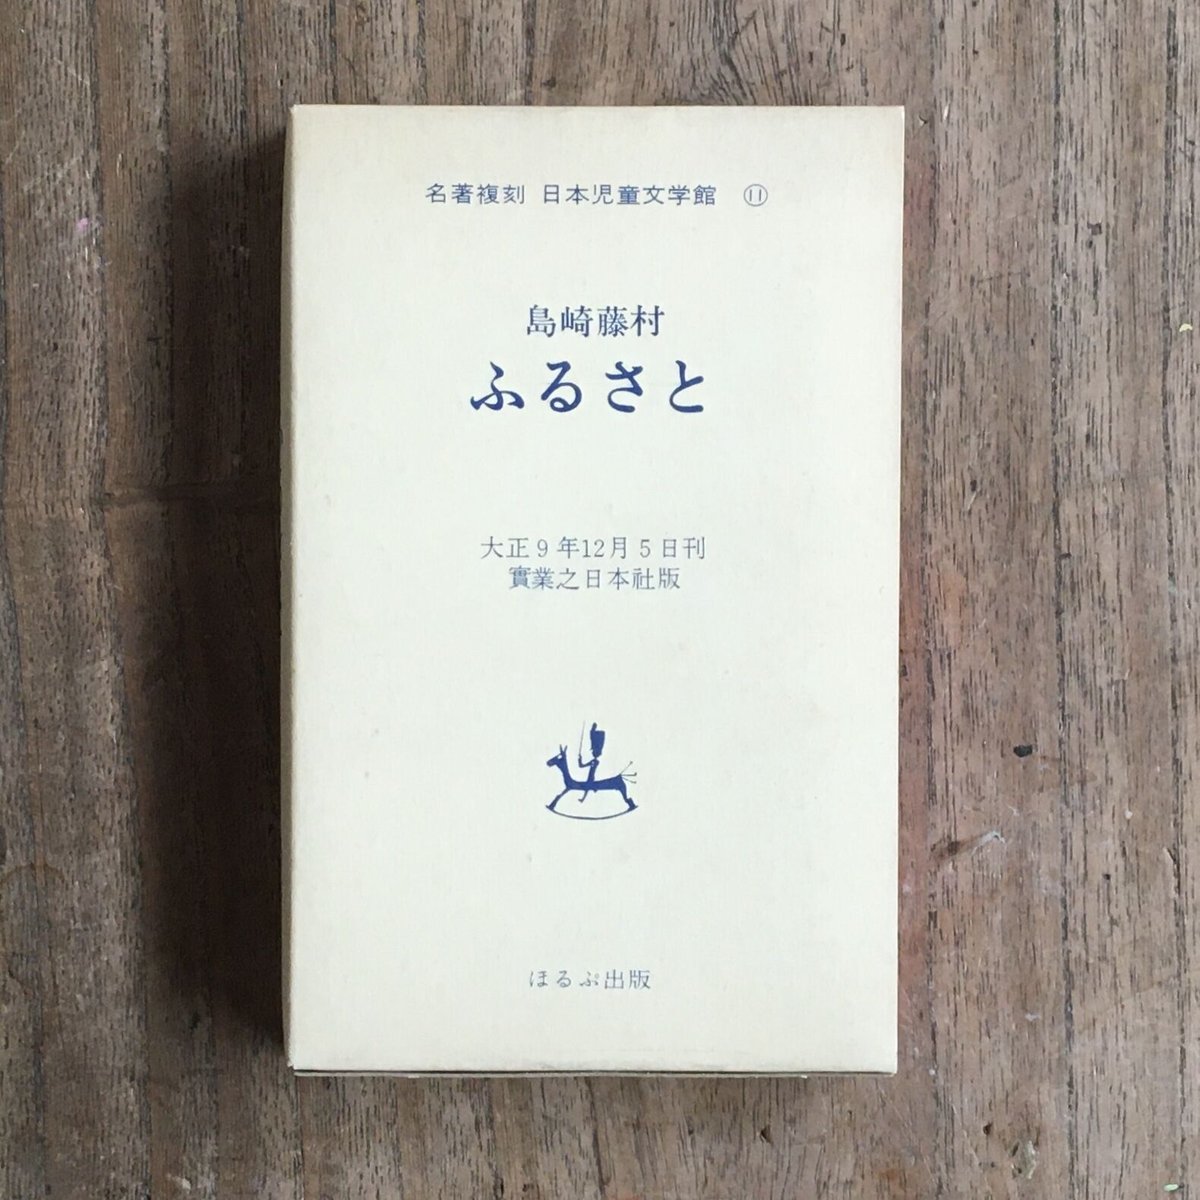 名著複刻 日本児童文学館 ⑪
島崎藤村
ふるさと
大正9年12月5日刊
實業之日本社版
ほるぷ出版